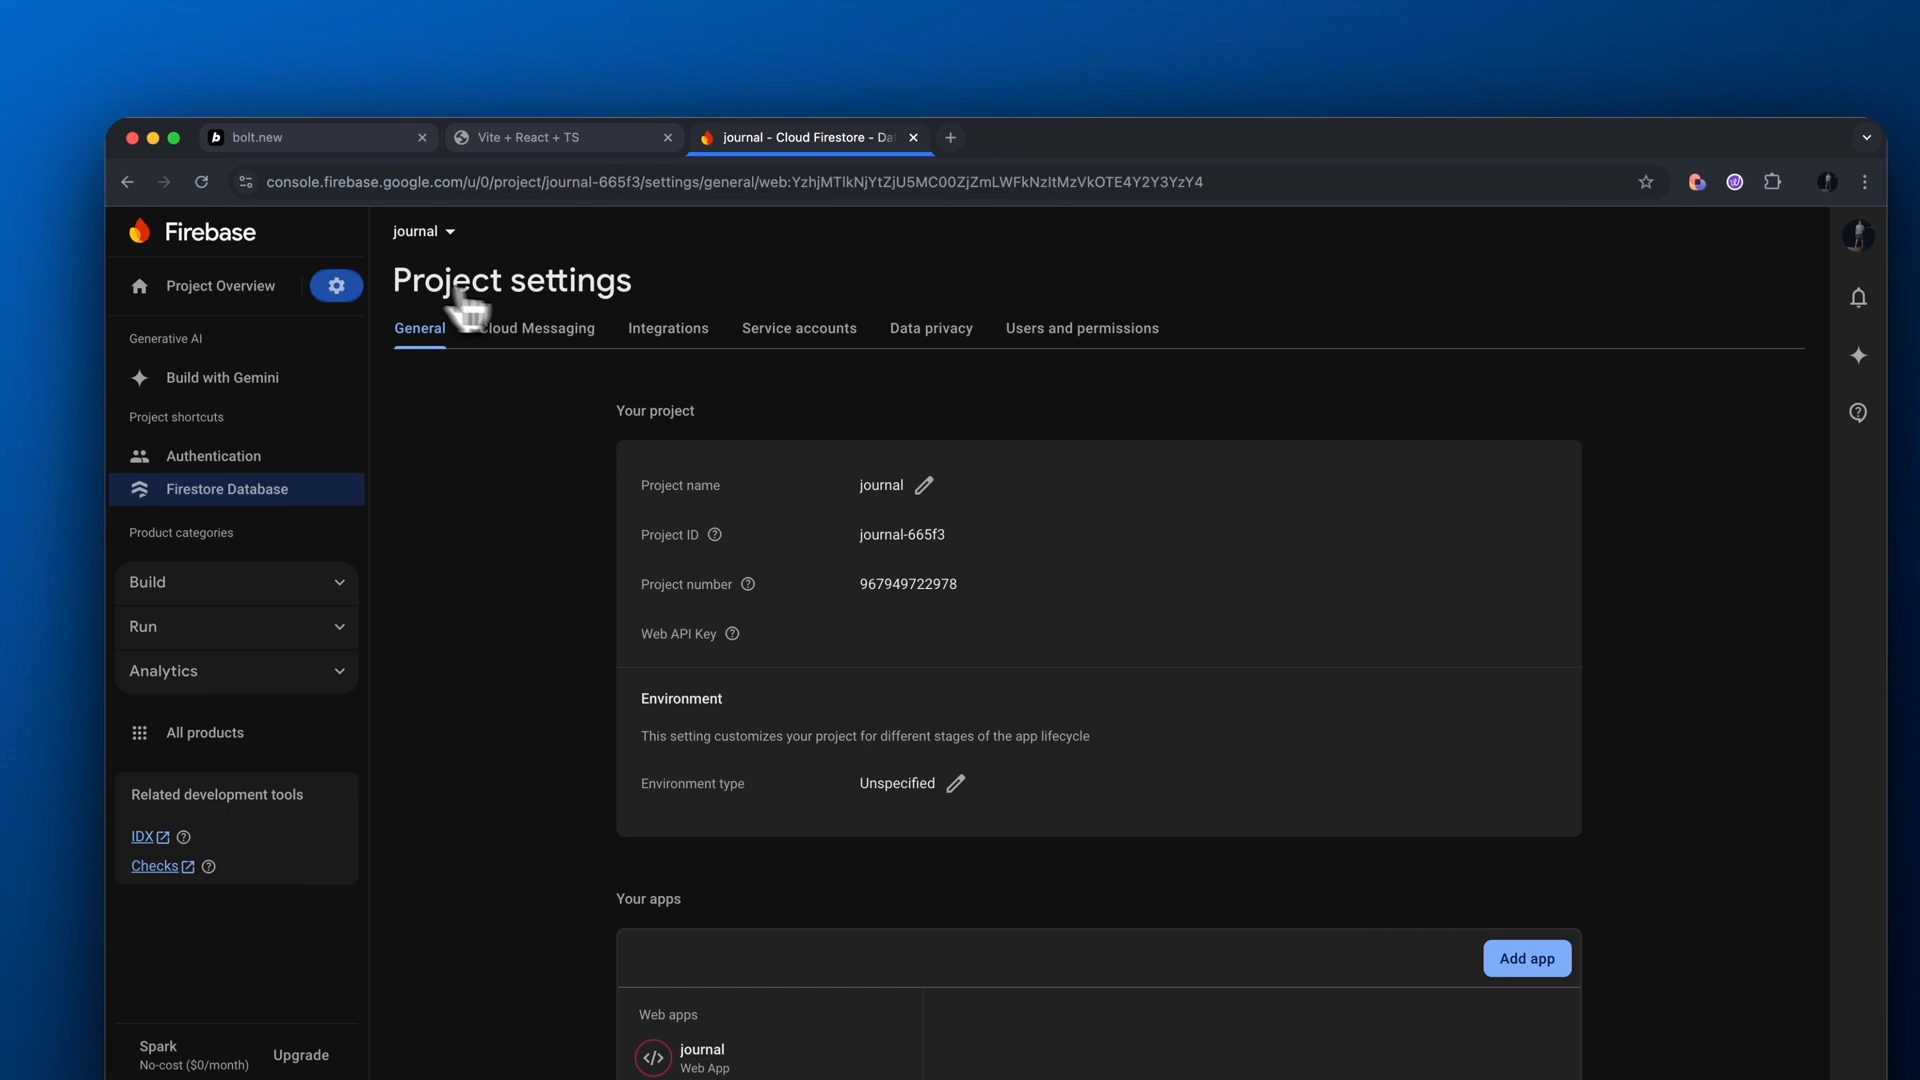 bolt.new
Vite + React + TS
journal - Cloud Firestore - Da
console.firebase.google.com/u/0/project/journal-665f3/settings/general/web:YzhjMTlkNjYtZjU5MC00ZjZmLWFkNzItMzVkOTE4Y2Y3YzY4
Firebase
Project Overview
Generative AI
Build with Gemini
Project shortcuts
Authentication
Firestore Database
Product categories
Build
Run
Analytics
All products
Related development tools
IDX
Checks
Spark
No-cost ($0/month)
Upgrade
journal
Project settings
General
Cloud Messaging
Integrations
Service accounts
Data privacy
Users and permissions
Your project
Project name
journal
Project ID
journal-665f3
Project number
967949722978
Web API Key
Environment
This setting customizes your project for different stages of the app lifecycle
Environment type
Unspecified
Your apps
Add app
Web apps
journal
Web App